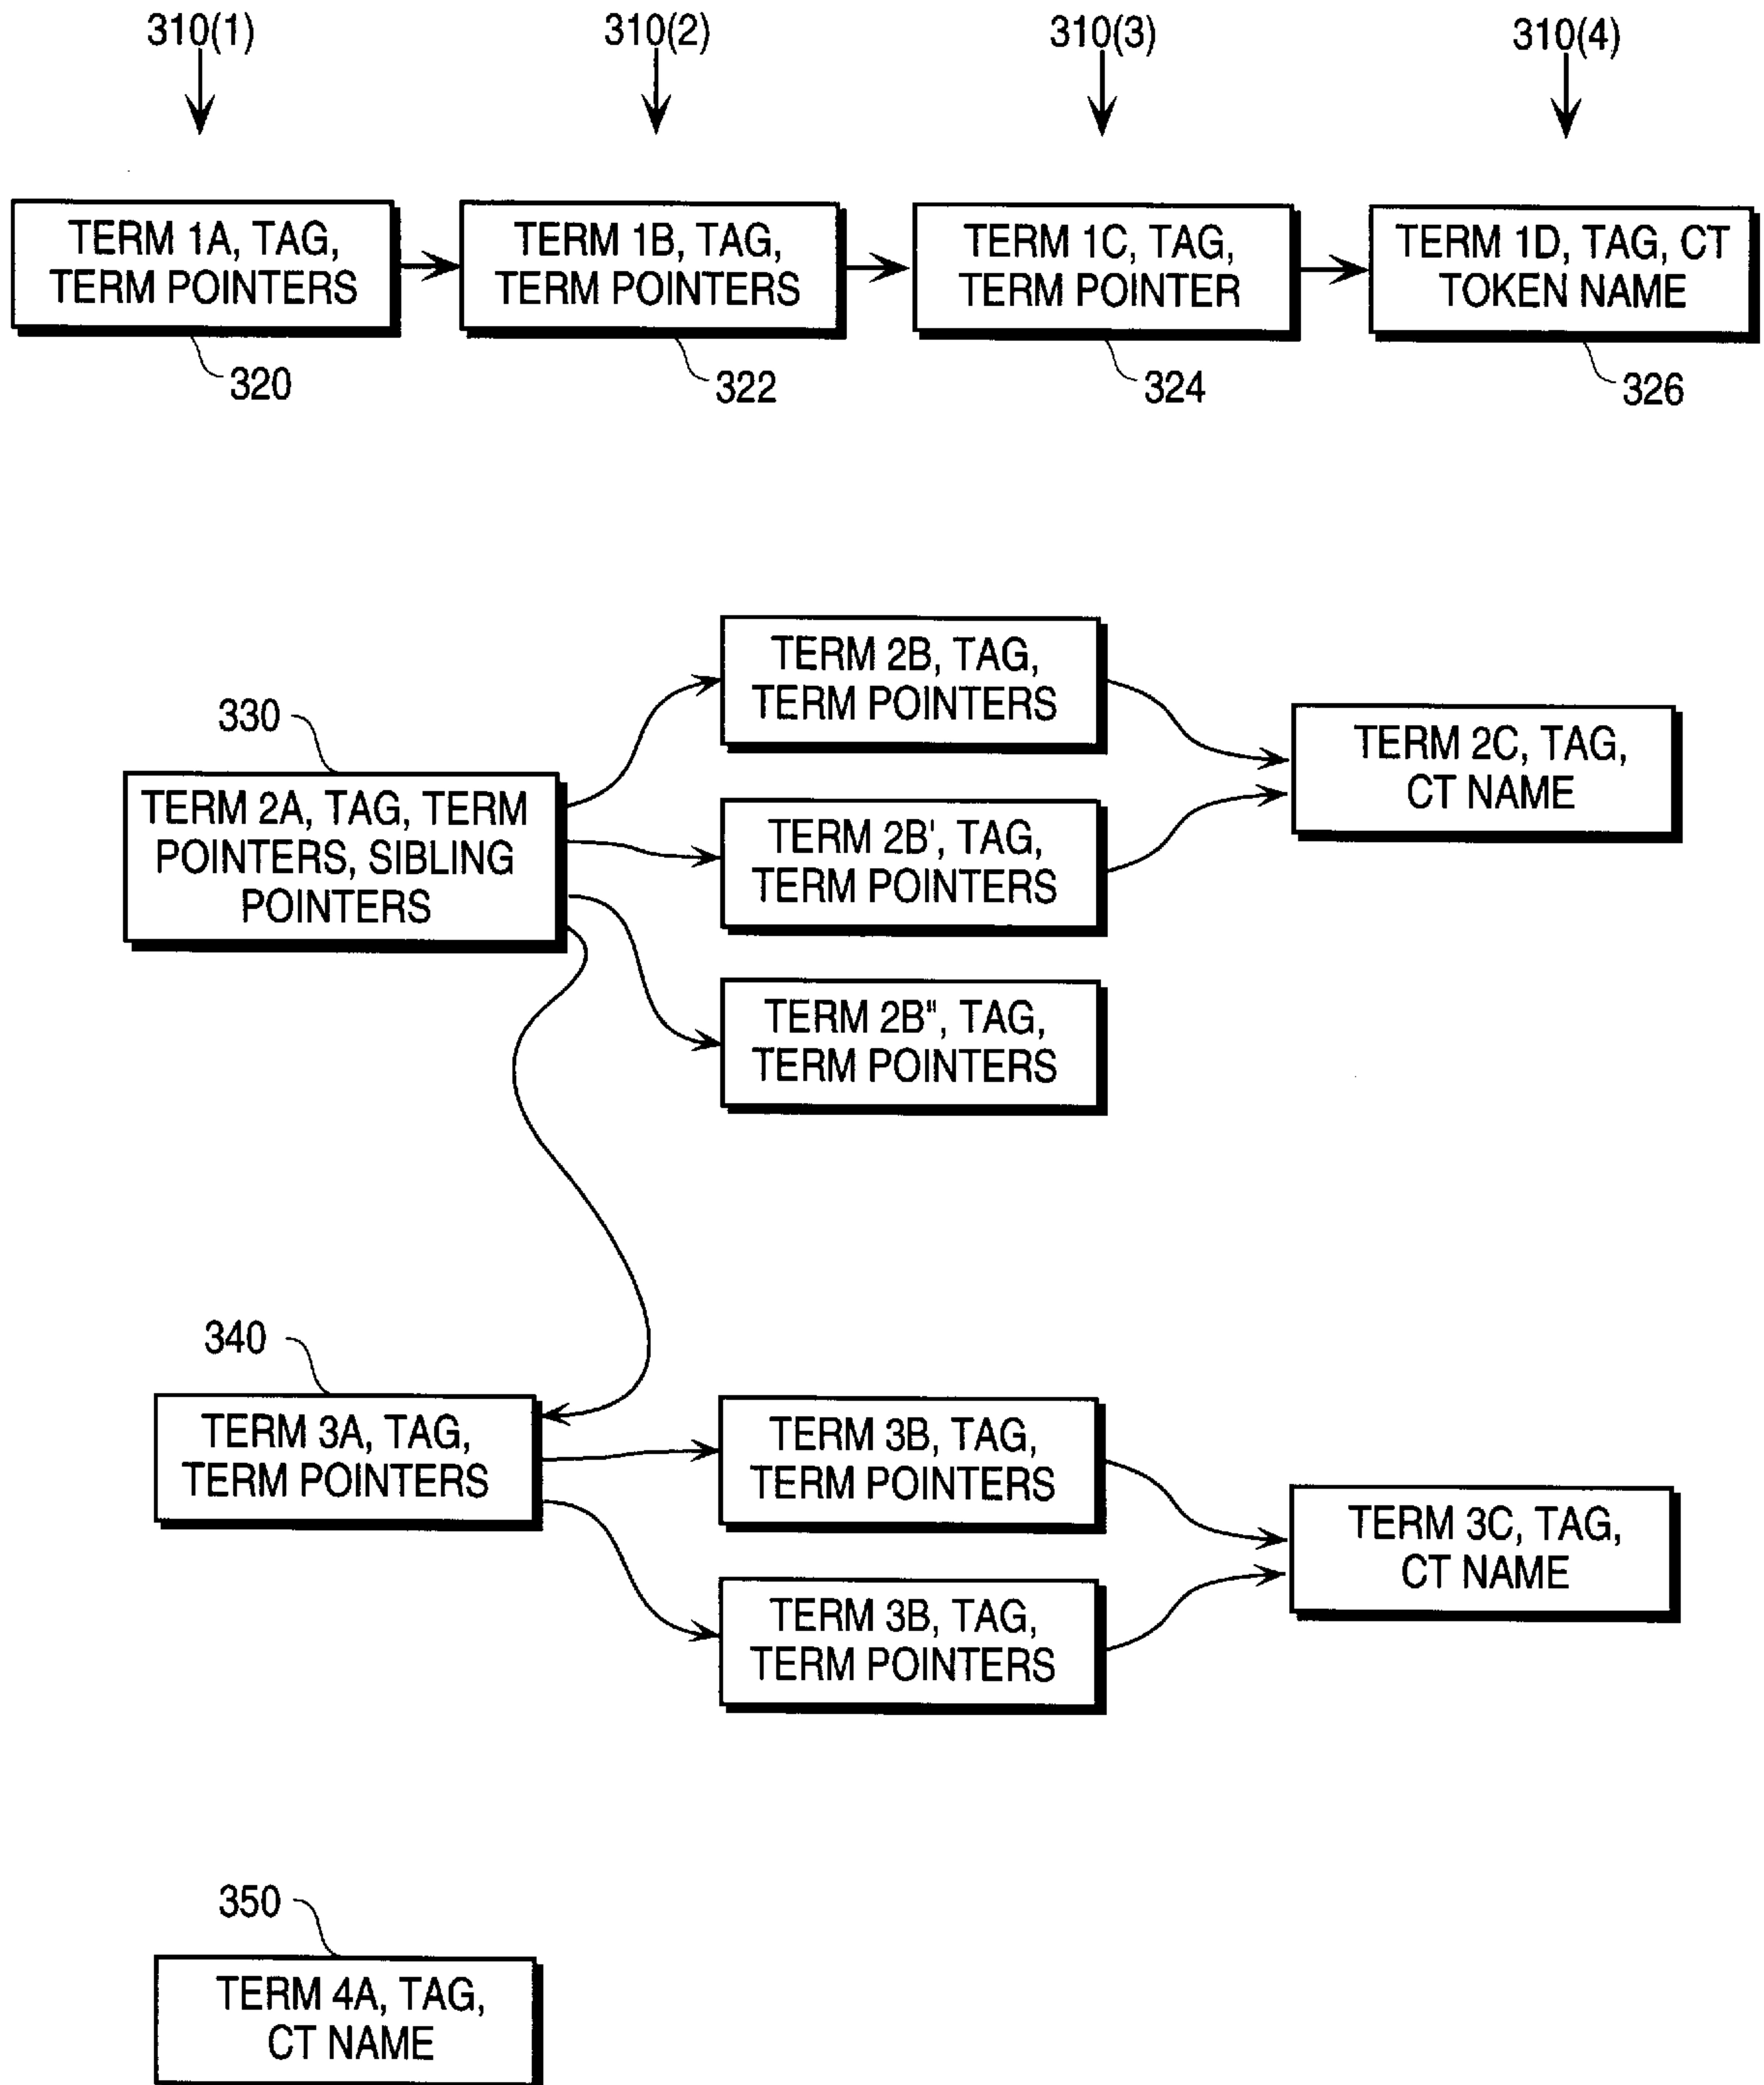 310(1)
310(2)
310(3)
310(4)
TERM 1A, TAG,
TERM POINTERS
TERM 1B, TAG,
TERM POINTERS
TERM 1C, TAG,
TERM POINTER
TERM 1D, TAG, CT
TOKEN NAME
320
322
324
326
330
TERM 2A, TAG, TERM
POINTERS, SIBLING
POINTERS
TERM 2B, TAG,
TERM POINTERS
TERM 2B', TAG,
TERM POINTERS
TERM 2B", TAG,
TERM POINTERS
TERM 2C, TAG,
CT NAME
340
TERM 3A, TAG,
TERM POINTERS
TERM 3B, TAG,
TERM POINTERS
TERM 3B, TAG,
TERM POINTERS
TERM 3C, TAG,
CT NAME
350
TERM 4A, TAG,
CT NAME